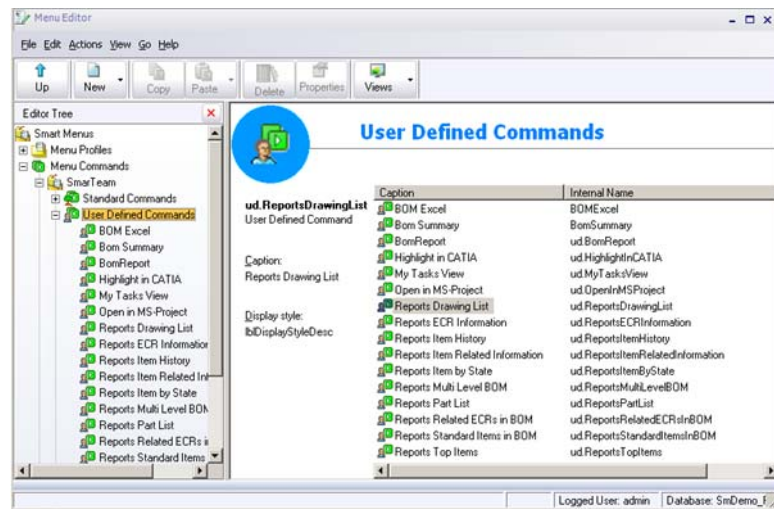 Menu Editor
File Edit Actions View Go Help
Up New Copy Paste Delete Properties Views
Editor Tree
Smart Menus
Menu Profiles
Menu Commands
SmarTeam
Standard Commands
User Defined Commands
BOM Excel
Bom Summary
BomReport
Highlight in CATIA
My Tasks View
Open in MS-Project
Reports Drawing List
Reports ECR Information
Reports Item History
Reports Item Related Inf
Reports Item by State
Reports Multi Level BOM
Reports Part List
Reports Related ECRs i
Reports Standard Items
User Defined Commands
ud.ReportsDrawingList
User Defined Command
Caption:
Reports Drawing List
Display style:
lblDisplayStyleDesc
Caption Internal Name
BOM Excel BOMExcel
Bom Summary BomSummary
BomReport ud.BomReport
Highlight in CATIA ud.HighlightInCATIA
My Tasks View ud.MyTasksView
Open in MS-Project ud.OpenInMSProject
Reports Drawing List ud.ReportsDrawingList
Reports ECR Information ud.ReportsECRInformation
Reports Item History ud.ReportsItemHistory
Reports Item Related Information ud.ReportsItemRelatedInformation
Reports Item by State ud.ReportsItemByState
Reports Multi Level BOM ud.ReportsMultiLevelBOM
Reports Part List ud.ReportsPartList
Reports Related ECRs in BOM ud.ReportsRelatedECRsInBOM
Reports Standard Items in BOM ud.ReportsStandardItemsInBOM
Reports Top Items ud.ReportsTopItems
Logged User: admin Database: SmDemo_